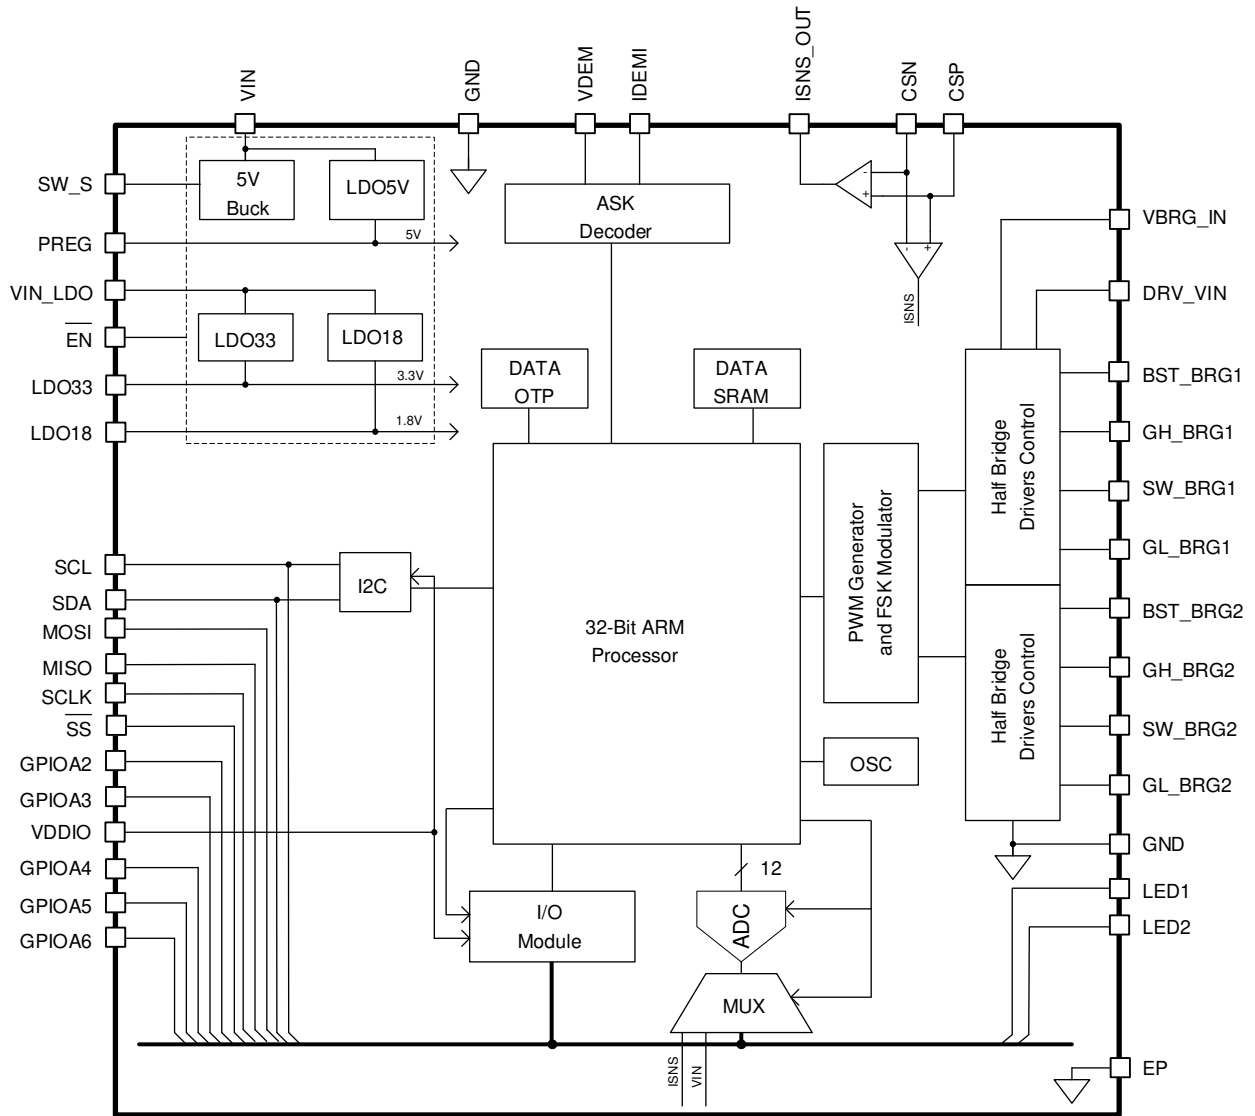 VIN
GND
VDEM
IDEMI
ISNS_OUT
CSN
CSP
SW_S
PREG
VIN_LDO
EN
LDO33
LDO18
5V
Buck
LDO5V
5V
LDO33
LDO18
3.3V
1.8V
ASK
Decoder
-
+
-
+
ISNS
DATA
OTP
DATA
SRAM
VBRG_IN
DRV_VIN
BST_BRG1
GH_BRG1
SW_BRG1
GL_BRG1
BST_BRG2
GH_BRG2
SW_BRG2
GL_BRG2
GND
LED1
LED2
EP
Half Bridge
Drivers Control
Half Bridge
Drivers Control
PWM Generator
and FSK Modulator
32-Bit ARM
Processor
OSC
I2C
SCL
SDA
MOSI
MISO
SCLK
SS
GPIOA2
GPIOA3
VDDIO
GPIOA4
GPIOA5
GPIOA6
I/O
Module
12
ADC
MUX
ISNS
VIN